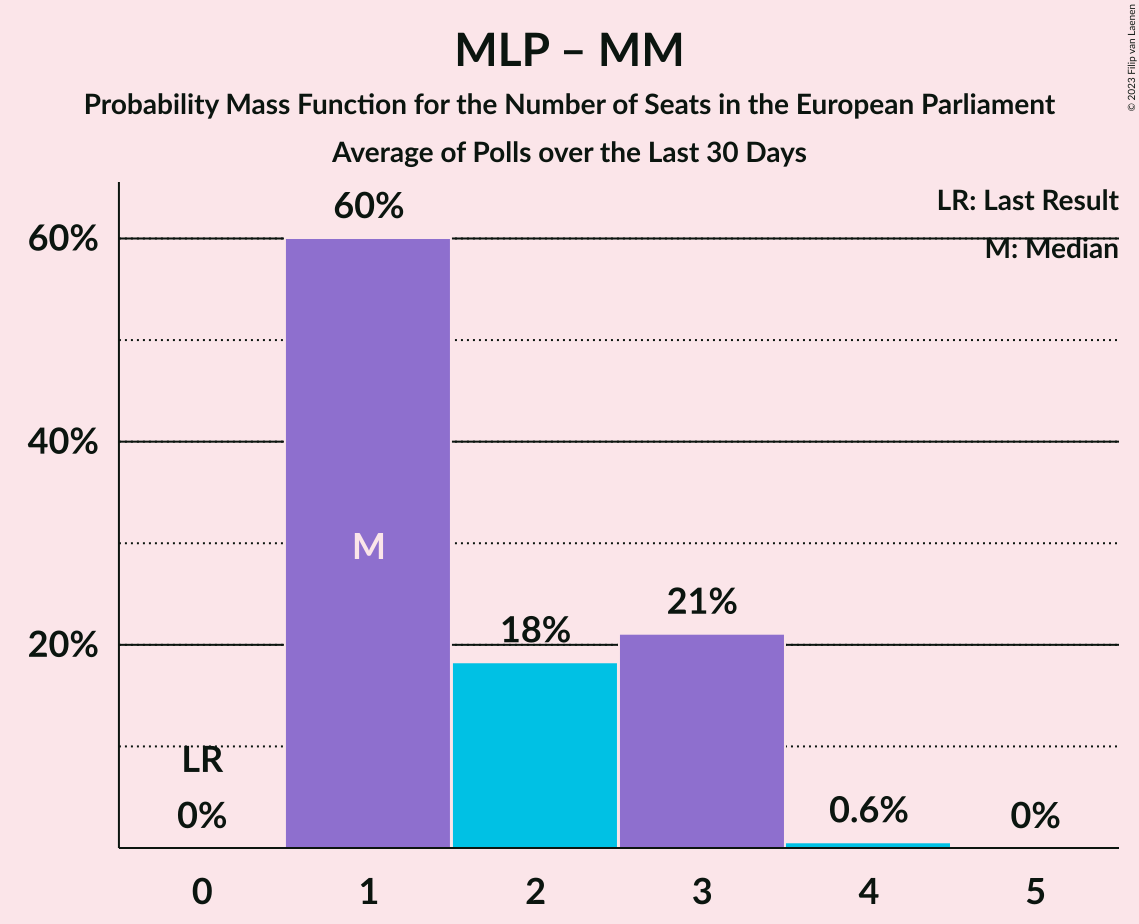 MLP – MM
Probability Mass Function for the Number of Seats in the European Parliament
Average of Polls over the Last 30 Days
© 2023 Filip van Laenen
LR: Last Result
M: Median
60%
40%
20%
60%
M
18%
21%
LR
0%
0.6%
0%
0 1 2 3 4 5